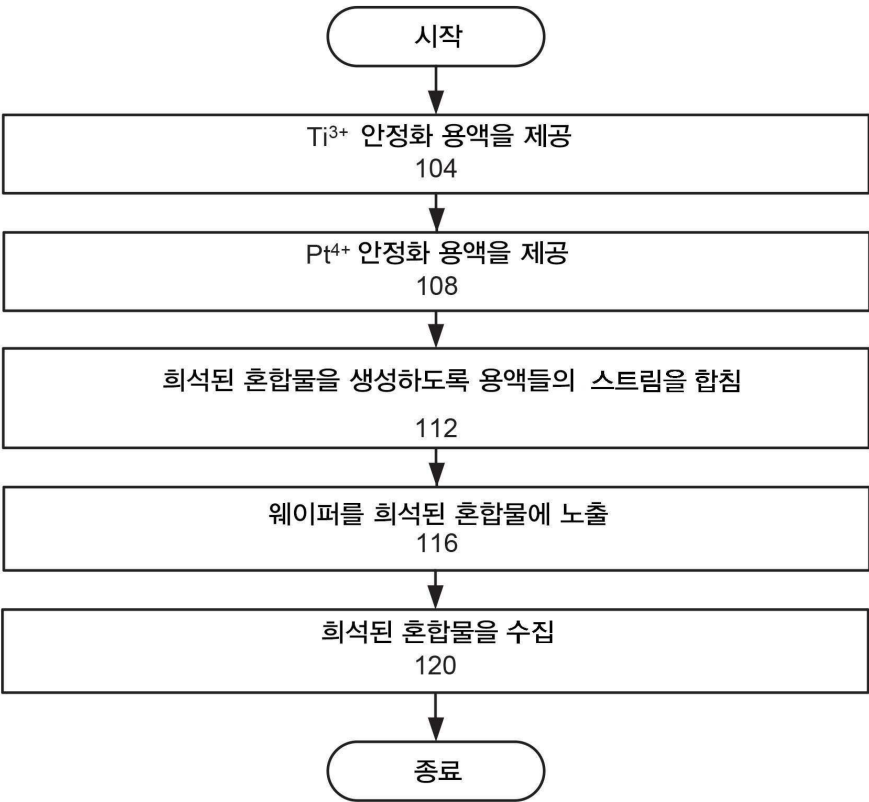 시작
Ti³⁺ 안정화 용액을 제공
104
Pt⁴⁺ 안정화 용액을 제공
108
희석된 혼합물을 생성하도록 용액들의 스트림을 합침
112
웨이퍼를 희석된 혼합물에 노출
116
희석된 혼합물을 수집
120
종료